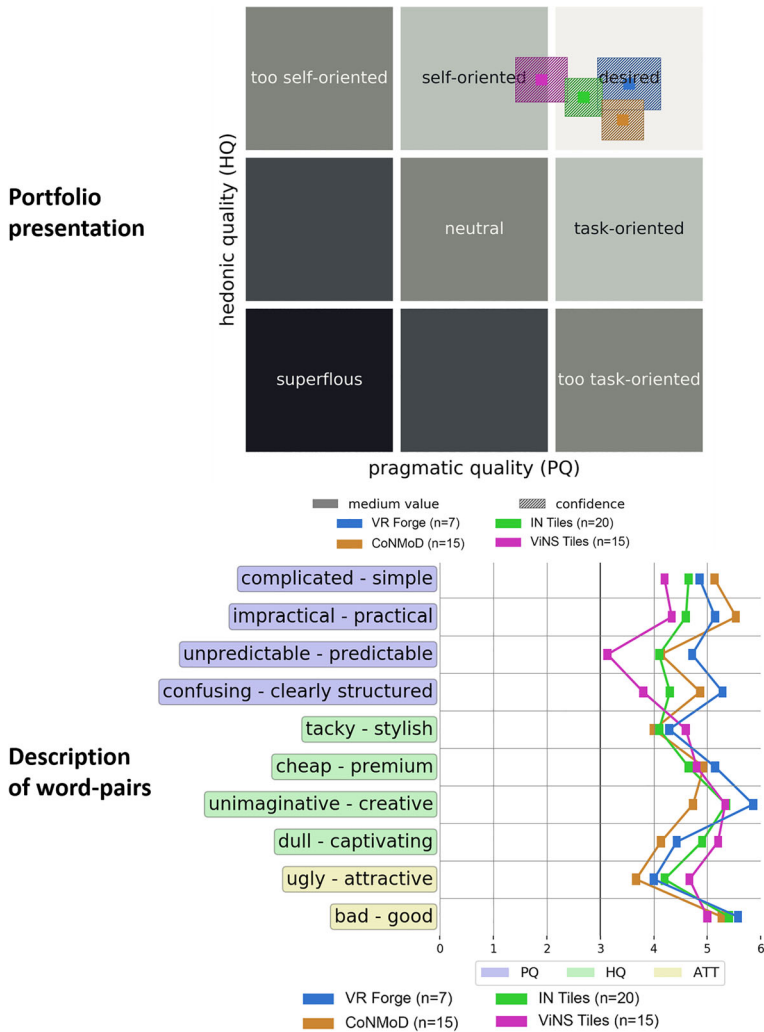 too self-oriented
self-oriented
desired
hedonic quality (HQ)
Portfolio
presentation
neutral
task-oriented
superflous
too task-oriented
pragmatic quality (PQ)
medium value
confidence
VR Forge (n=7)
IN Tiles (n=20)
CoNMoD (n=15)
ViNS Tiles (n=15)
complicated - simple
impractical - practical
unpredictable - predictable
confusing - clearly structured
tacky - stylish
Description
of word-pairs
cheap - premium
unimaginative - creative
dull - captivating
ugly - attractive
bad - good
0 1 2 3 4 5 6
PQ
HQ
ATT
VR Forge (n=7)
IN Tiles (n=20)
CoNMoD (n=15)
ViNS Tiles (n=15)